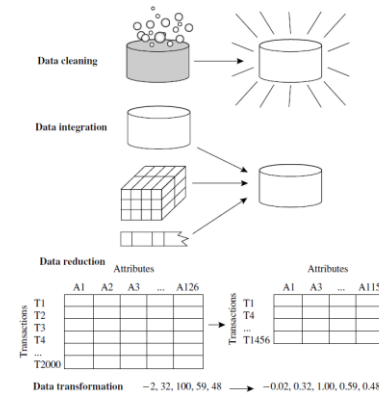 Data cleaning
Data integration
Data reduction
Attributes
A1 A2 A3 ... A126
Transactions
T1
T2
T3
T4
...
T2000
Attributes
A1 A3 ... A115
Transactions
T1
T4
...
T1456
Data transformation −2, 32, 100, 59, 48 −0.02, 0.32, 1.00, 0.59, 0.48